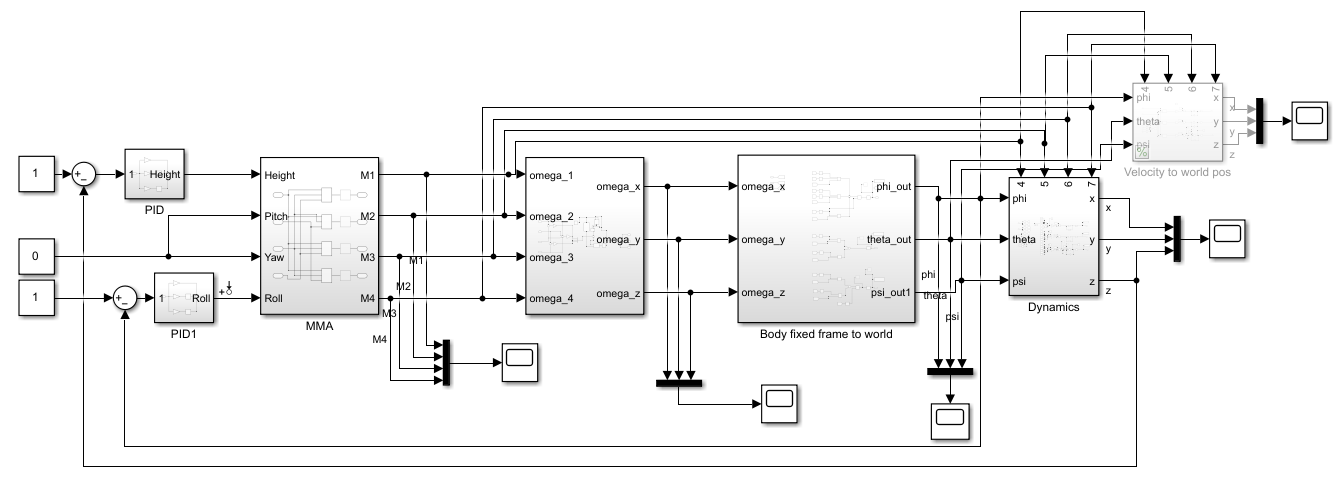 4
5
6
7
phi
x
x
theta
y
y
psi
z
z
Velocity to world pos
1
+
−
1
Height
PID
Height
M1
Pitch
M2
Yaw
M3
Roll
M4
MMA
M1
M2
M3
M4
omega_1
omega_x
omega_2
omega_y
omega_3
omega_z
omega_4
omega_x
phi_out
omega_y
theta_out
omega_z
psi_out1
Body fixed frame to world
phi
theta
psi
4
5
6
7
phi
x
x
theta
y
y
psi
z
z
Dynamics
0
1
+
−
1
Roll
PID1
+